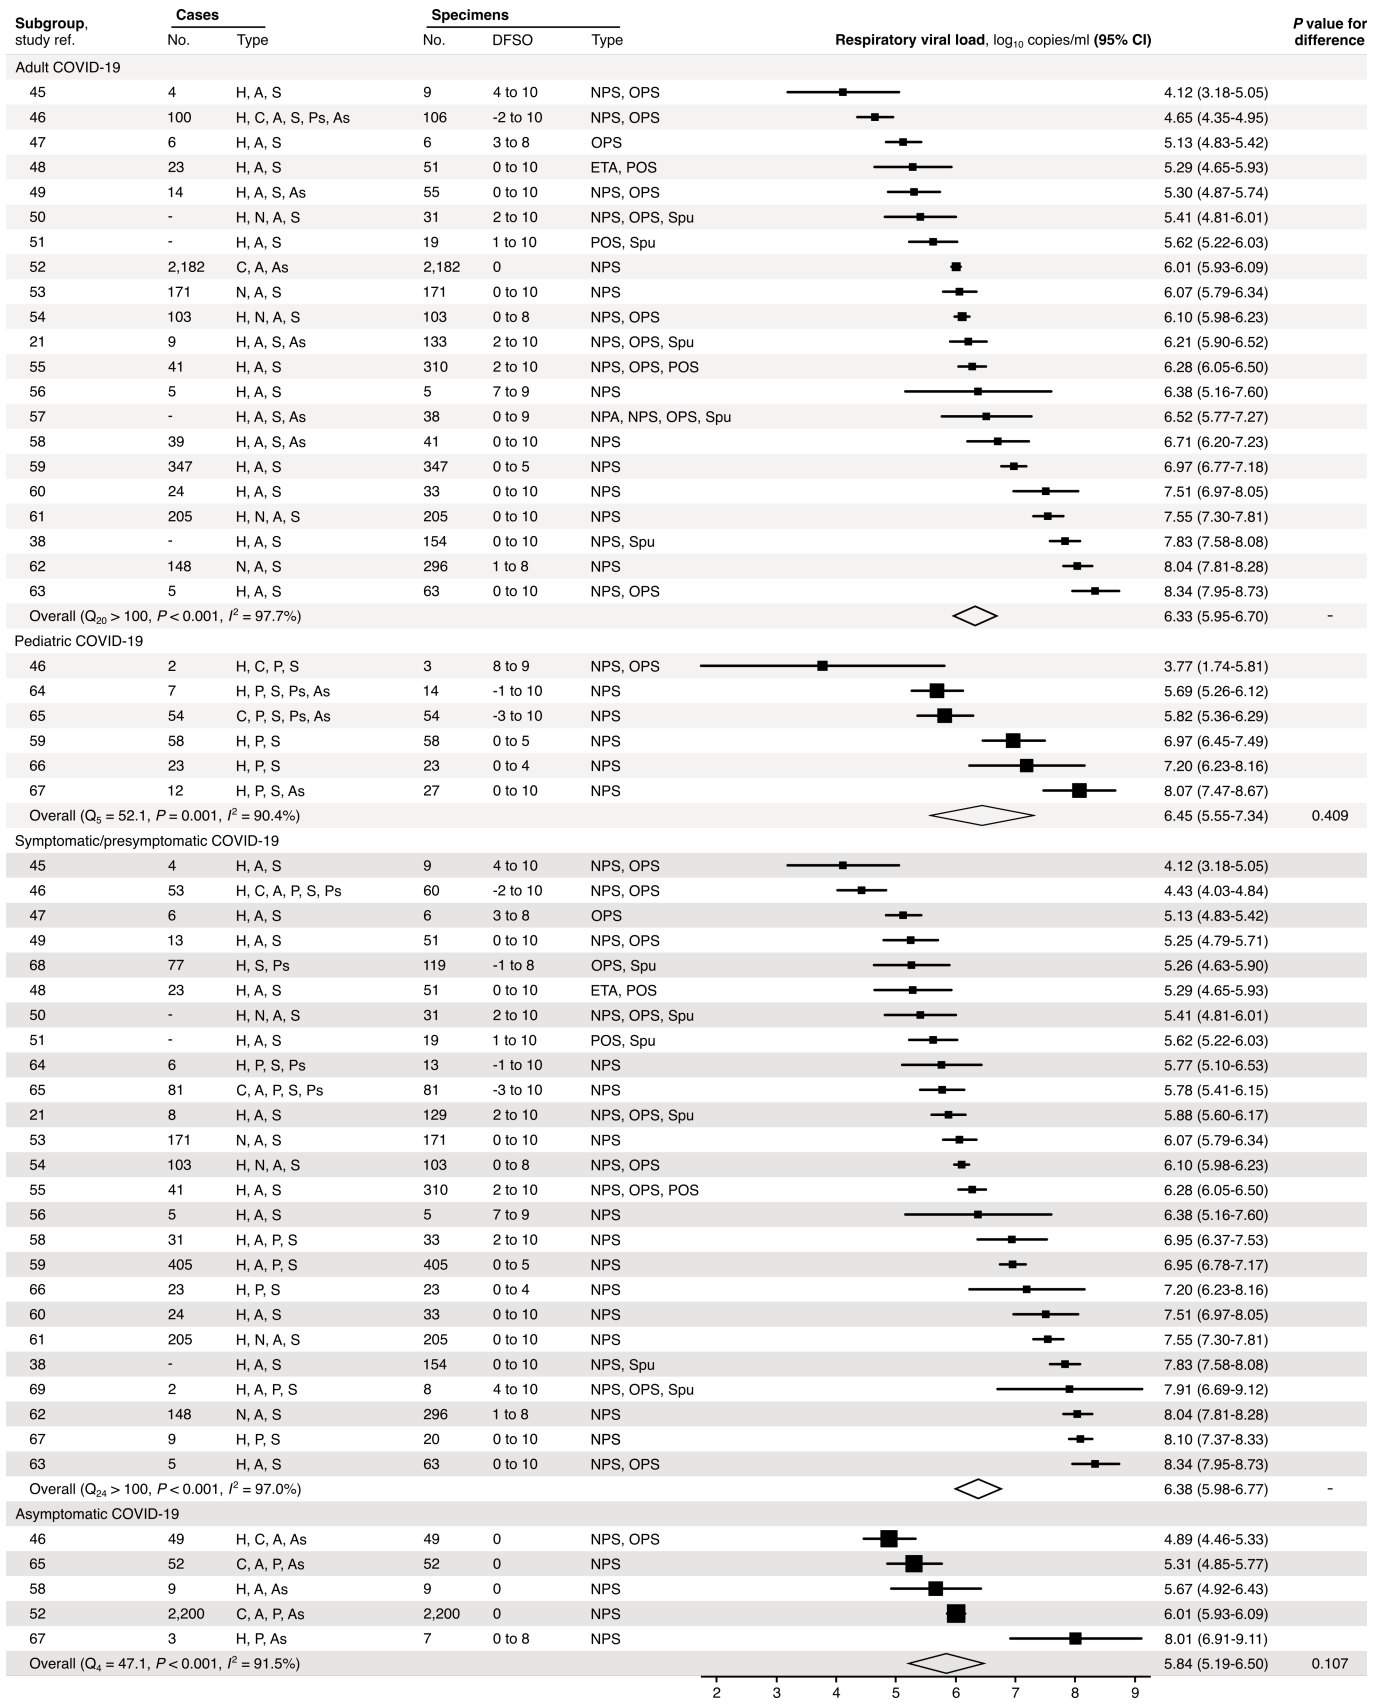 Subgroup, Cases Specimens P value for
study ref. No. Type No. DFSO Type Respiratory viral load, log10 copies/ml (95% CI) difference
Adult COVID-19
45 4 H, A, S 9 4 to 10 NPS, OPS 4.12 (3.18-5.05)
46 100 H, C, A, S, Ps, As 106 -2 to 10 NPS, OPS 4.65 (4.35-4.95)
47 6 H, A, S 6 3 to 8 OPS 5.13 (4.83-5.42)
48 23 H, A, S 51 0 to 10 ETA, POS 5.29 (4.65-5.93)
49 14 H, A, S, As 55 0 to 10 NPS, OPS 5.30 (4.87-5.74)
50 - H, N, A, S 31 2 to 10 NPS, OPS, Spu 5.41 (4.81-6.01)
51 - H, A, S 19 1 to 10 POS, Spu 5.62 (5.22-6.03)
52 2,182 C, A, As 2,182 0 NPS 6.01 (5.93-6.09)
53 171 N, A, S 171 0 to 10 NPS 6.07 (5.79-6.34)
54 103 H, N, A, S 103 0 to 8 NPS, OPS 6.10 (5.98-6.23)
21 9 H, A, S, As 133 2 to 10 NPS, OPS, Spu 6.21 (5.90-6.52)
55 41 H, A, S 310 2 to 10 NPS, OPS, POS 6.28 (6.05-6.50)
56 5 H, A, S 5 7 to 9 NPS 6.38 (5.16-7.60)
57 - H, A, S, As 38 0 to 9 NPA, NPS, OPS, Spu 6.52 (5.77-7.27)
58 39 H, A, S, As 41 0 to 10 NPS 6.71 (6.20-7.23)
59 347 H, A, S 347 0 to 5 NPS 6.97 (6.77-7.18)
60 24 H, A, S 33 0 to 10 NPS 7.51 (6.97-8.05)
61 205 H, N, A, S 205 0 to 10 NPS 7.55 (7.30-7.81)
38 - H, A, S 154 0 to 10 NPS, Spu 7.83 (7.58-8.08)
62 148 N, A, S 296 1 to 8 NPS 8.04 (7.81-8.28)
63 5 H, A, S 63 0 to 10 NPS, OPS 8.34 (7.95-8.73)
Overall (Q20 > 100, P < 0.001, I2 = 97.7%) 6.33 (5.95-6.70) -
Pediatric COVID-19
46 2 H, C, P, S 3 8 to 9 NPS, OPS 3.77 (1.74-5.81)
64 7 H, P, S, Ps, As 14 -1 to 10 NPS 5.69 (5.26-6.12)
65 54 C, P, S, Ps, As 54 -3 to 10 NPS 5.82 (5.36-6.29)
59 58 H, P, S 58 0 to 5 NPS 6.97 (6.45-7.49)
66 23 H, P, S 23 0 to 4 NPS 7.20 (6.23-8.16)
67 12 H, P, S, As 27 0 to 10 NPS 8.07 (7.47-8.67)
Overall (Q5 = 52.1, P = 0.001, I2 = 90.4%) 6.45 (5.55-7.34) 0.409
Symptomatic/presymptomatic COVID-19
45 4 H, A, S 9 4 to 10 NPS, OPS 4.12 (3.18-5.05)
46 53 H, C, A, P, S, Ps 60 -2 to 10 NPS, OPS 4.43 (4.03-4.84)
47 6 H, A, S 6 3 to 8 OPS 5.13 (4.83-5.42)
49 13 H, A, S 51 0 to 10 NPS, OPS 5.25 (4.79-5.71)
68 77 H, S, Ps 119 -1 to 8 OPS, Spu 5.26 (4.63-5.90)
48 23 H, A, S 51 0 to 10 ETA, POS 5.29 (4.65-5.93)
50 - H, N, A, S 31 2 to 10 NPS, OPS, Spu 5.41 (4.81-6.01)
51 - H, A, S 19 1 to 10 POS, Spu 5.62 (5.22-6.03)
64 6 H, P, S, Ps 13 -1 to 10 NPS 5.77 (5.10-6.53)
65 81 C, A, P, S, Ps 81 -3 to 10 NPS 5.78 (5.41-6.15)
21 8 H, A, S 129 2 to 10 NPS, OPS, Spu 5.88 (5.60-6.17)
53 171 N, A, S 171 0 to 10 NPS 6.07 (5.79-6.34)
54 103 H, N, A, S 103 0 to 8 NPS, OPS 6.10 (5.98-6.23)
55 41 H, A, S 310 2 to 10 NPS, OPS, POS 6.28 (6.05-6.50)
56 5 H, A, S 5 7 to 9 NPS 6.38 (5.16-7.60)
58 31 H, A, P, S 33 2 to 10 NPS 6.95 (6.37-7.53)
59 405 H, A, P, S 405 0 to 5 NPS 6.95 (6.78-7.17)
66 23 H, P, S 23 0 to 4 NPS 7.20 (6.23-8.16)
60 24 H, A, S 33 0 to 10 NPS 7.51 (6.97-8.05)
61 205 H, N, A, S 205 0 to 10 NPS 7.55 (7.30-7.81)
38 - H, A, S 154 0 to 10 NPS, Spu 7.83 (7.58-8.08)
69 2 H, A, P, S 8 4 to 10 NPS, OPS, Spu 7.91 (6.69-9.12)
62 148 N, A, S 296 1 to 8 NPS 8.04 (7.81-8.28)
67 9 H, P, S 20 0 to 10 NPS 8.10 (7.37-8.33)
63 5 H, A, S 63 0 to 10 NPS, OPS 8.34 (7.95-8.73)
Overall (Q24 > 100, P < 0.001, I2 = 97.0%) 6.38 (5.98-6.77) -
Asymptomatic COVID-19
46 49 H, C, A, As 49 0 NPS, OPS 4.89 (4.46-5.33)
65 52 C, A, P, As 52 0 NPS 5.31 (4.85-5.77)
58 9 H, A, As 9 0 NPS 5.67 (4.92-6.43)
52 2,200 C, A, P, As 2,200 0 NPS 6.01 (5.93-6.09)
67 3 H, P, As 7 0 to 8 NPS 8.01 (6.91-9.11)
Overall (Q4 = 47.1, P < 0.001, I2 = 91.5%) 5.84 (5.19-6.50) 0.107
2 3 4 5 6 7 8 9